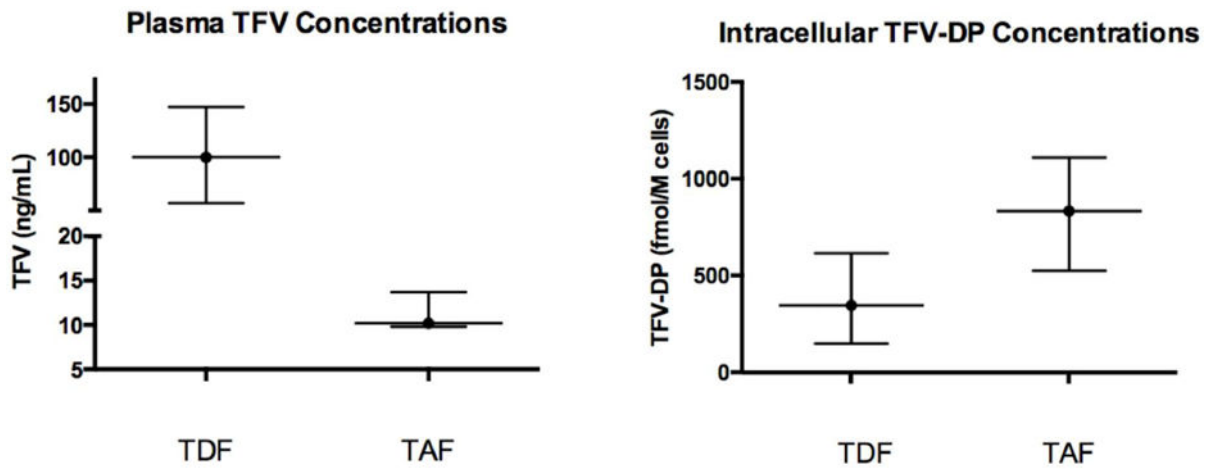 Plasma TFV Concentrations
TFV (ng/mL)
150
100
20
15
10
5
TDF
TAF
Intracellular TFV-DP Concentrations
TFV-DP (fmol/M cells)
1500
1000
500
0
TDF
TAF